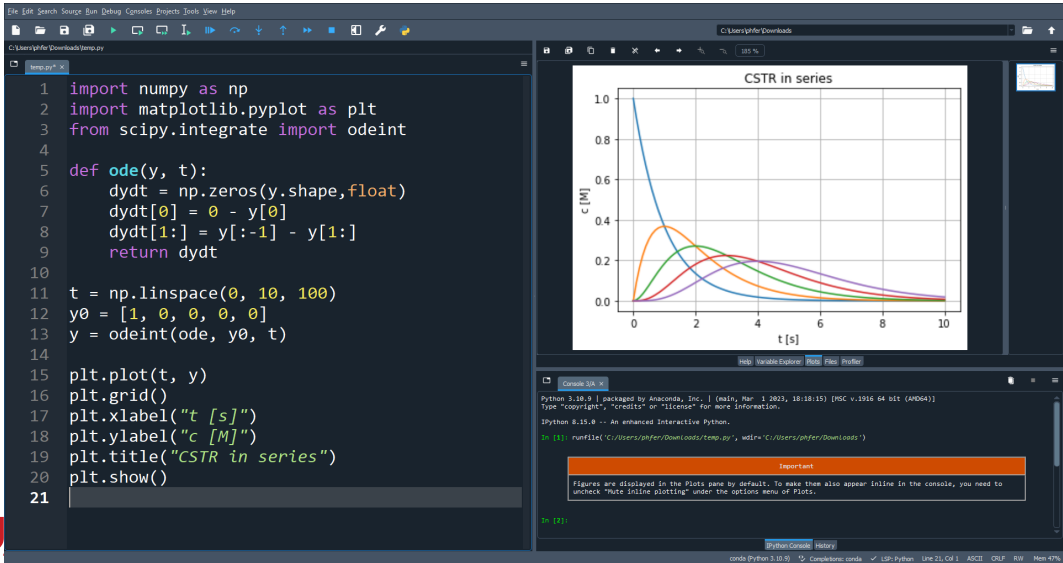 File Edit Search Source Run Debug Consoles Projects Tools View Help
C:\Users\phfer\Downloads
C:\Users\phfer\Downloads\temp.py
temp.py*
1 import numpy as np
2 import matplotlib.pyplot as plt
3 from scipy.integrate import odeint
4
5 def ode(y, t):
6     dydt = np.zeros(y.shape,float)
7     dydt[0] = 0 - y[0]
8     dydt[1:] = y[:-1] - y[1:]
9     return dydt
10
11 t = np.linspace(0, 10, 100)
12 y0 = [1, 0, 0, 0, 0]
13 y = odeint(ode, y0, t)
14
15 plt.plot(t, y)
16 plt.grid()
17 plt.xlabel("t [s]")
18 plt.ylabel("c [M]")
19 plt.title("CSTR in series")
20 plt.show()
21
185 %
CSTR in series
1.0
0.8
0.6
0.4
0.2
0.0
c [M]
0 2 4 6 8 10
t [s]
Help Variable Explorer Plots Files Profiler
Console 3/A
Python 3.10.9 | packaged by Anaconda, Inc. | (main, Mar 1 2023, 18:18:15) [MSC v.1916 64 bit (AMD64)]
Type "copyright", "credits" or "license" for more information.
IPython 8.15.0 -- An enhanced Interactive Python.
In [1]: runfile('C:/Users/phfer/Downloads/temp.py', wdir='C:/Users/phfer/Downloads')
Important
Figures are displayed in the Plots pane by default. To make them also appear inline in the console, you need to
uncheck "Mute inline plotting" under the options menu of Plots.
In [2]:
IPython Console History
conda (Python 3.10.9) Completions: conda LSP: Python Line 21, Col 1 ASCII CRLF RW Mem 47%